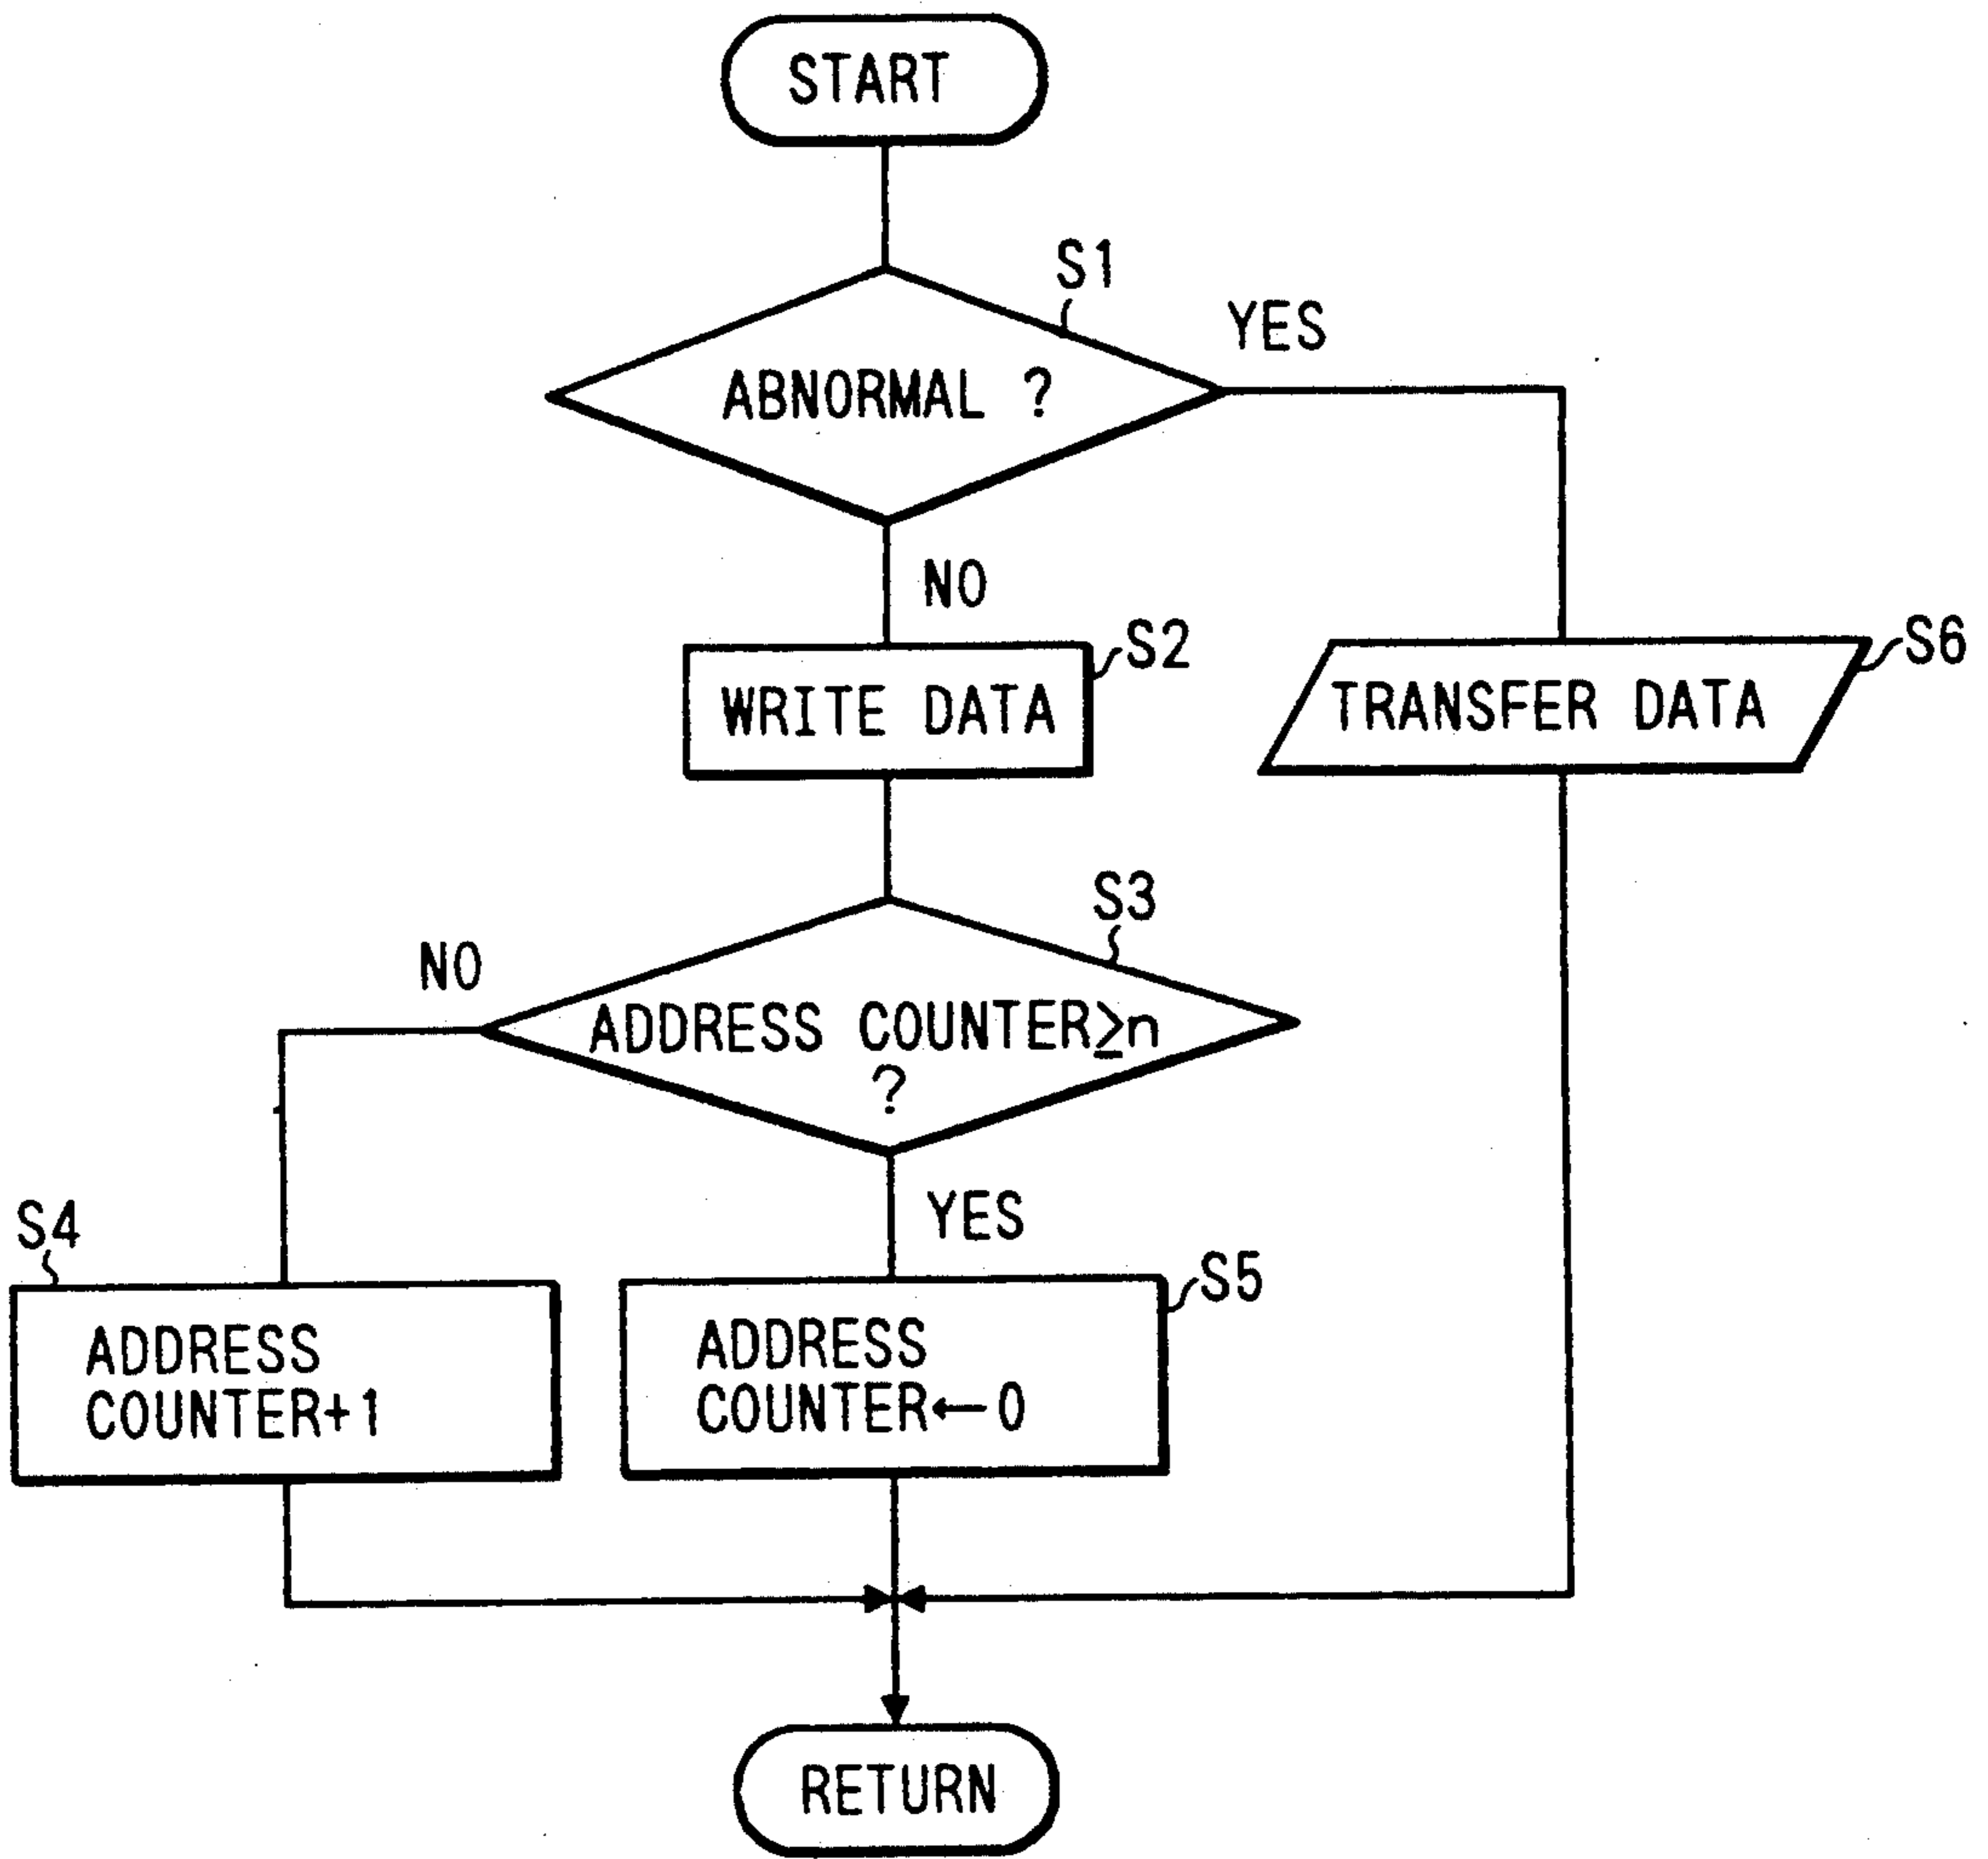 START
S1
YES
ABNORMAL ?
NO
S2
WRITE DATA
S6
TRANSFER DATA
S3
NO
ADDRESS COUNTER≥n
?
YES
S4
ADDRESS
COUNTER+1
S5
ADDRESS
COUNTER←0
RETURN